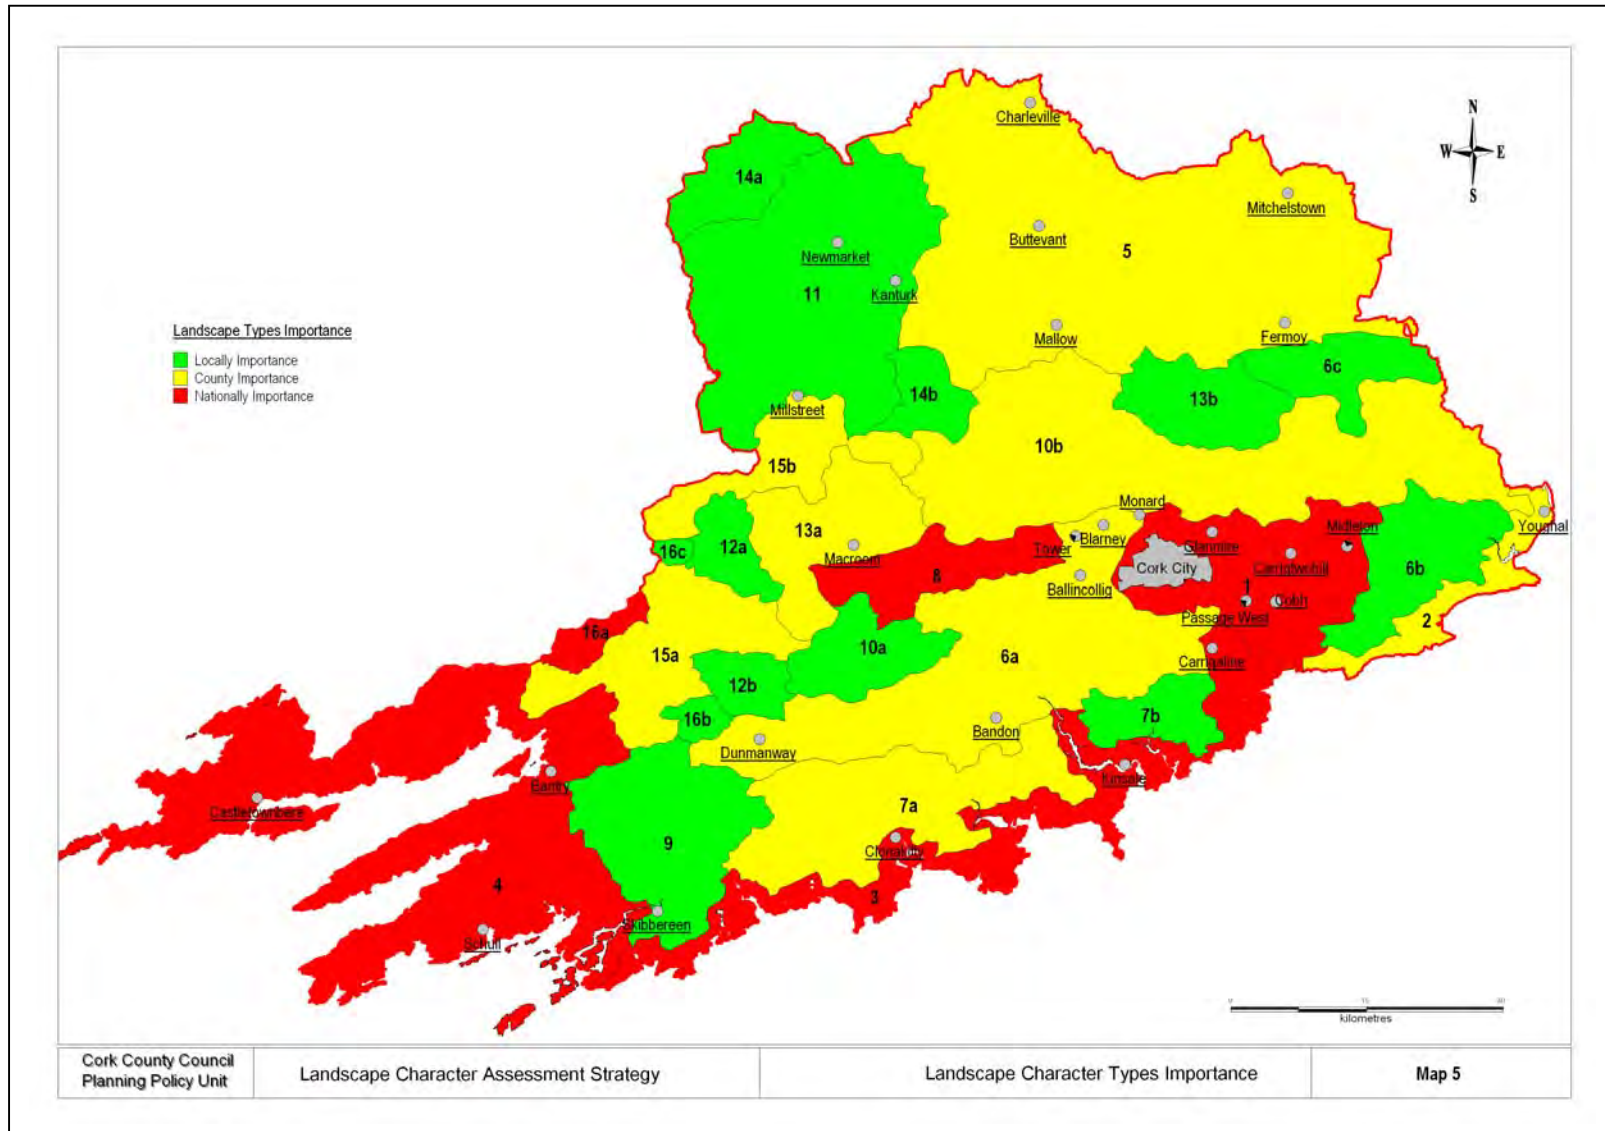 Charleville
N
W E
S
14a
Mitchelstown
Buttevant
Newmarket
5
11
Kanturk
Landscape Types Importance
Locally Importance
County Importance
Nationally Importance
Mallow
Fermoy
6c
14b
13b
Millstreet
10b
15b
Monard
13a
Midleton
Youghal
Blarney
Tower
Glanmire
16c
12a
Macroom
8
Cork City
Carrigtwohill
6b
Ballincollig
1
Cobh
Passage West
2
16a
15a
10a
6a
Carrigaline
12b
16b
7b
Bandon
Dunmanway
Kinsale
Bantry
Castletownbere
7a
9
Clonakilty
4
3
Skibbereen
Schull
0 15 30
kilometres
Cork County Council
Planning Policy Unit
Landscape Character Assessment Strategy
Landscape Character Types Importance
Map 5